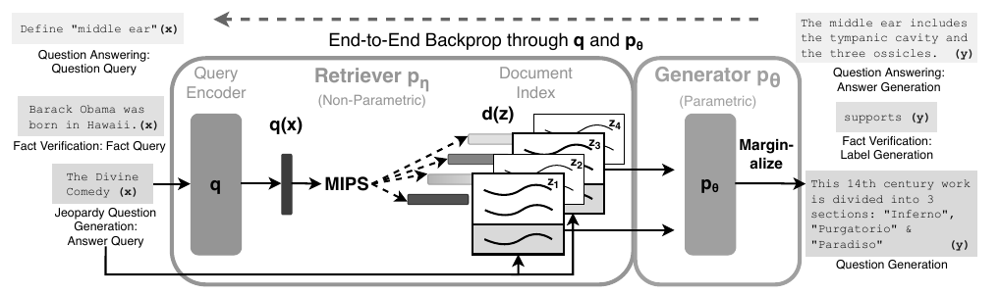 Define "middle ear"(x)
Question Answering:
Question Query
Barack Obama was
born in Hawaii.(x)
Fact Verification: Fact Query
The Divine
Comedy (x)
Jeopardy Question
Generation:
Answer Query
End-to-End Backprop through q and pθ
Query
Encoder
q
q(x)
Retriever pη
(Non-Parametric)
MIPS
Document
Index
d(z)
z4
z3
z2
z1
Generator pθ
(Parametric)
pθ
Margin-
alize
The middle ear includes
the tympanic cavity and
the three ossicles. (y)
Question Answering:
Answer Generation
supports (y)
Fact Verification:
Label Generation
This 14th century work
is divided into 3
sections: "Inferno",
"Purgatorio" &
"Paradiso" (y)
Question Generation